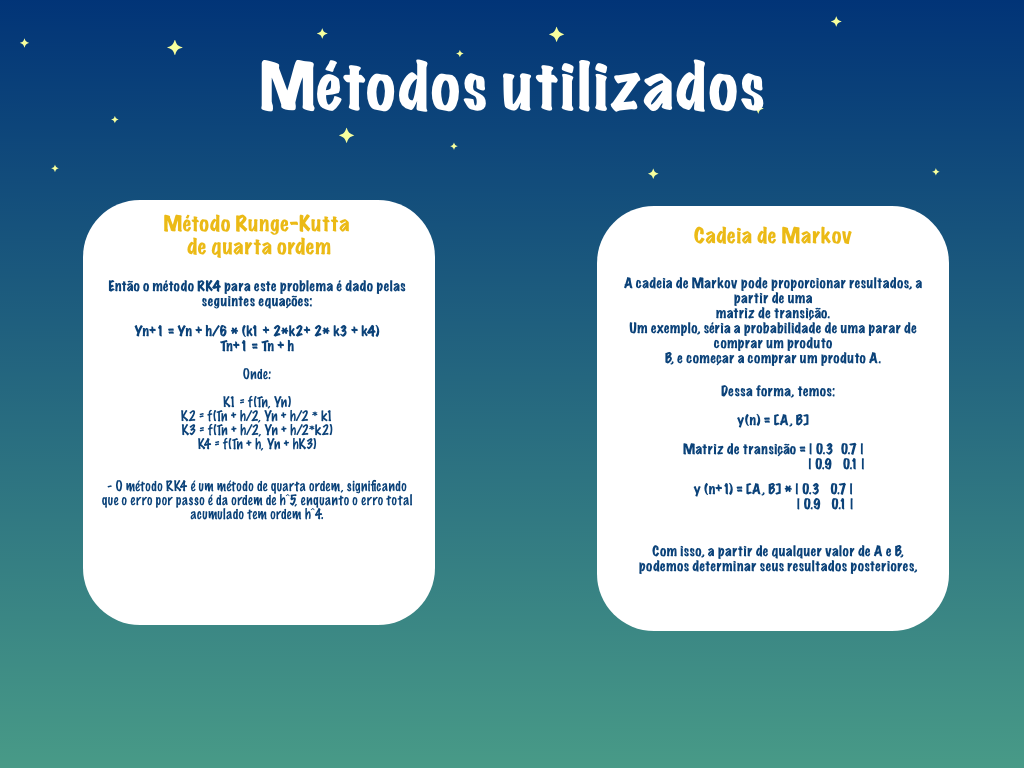 Métodos utilizados
Método Runge-Kutta
de quarta ordem
Então o método RK4 para este problema é dado pelas
seguintes equações:
Yn+1 = Yn + h/6 * (k1 + 2*k2+ 2* k3 + k4)
Tn+1 = Tn + h
Onde:
K1 = f(Tn, Yn)
K2 = f(Tn + h/2, Yn + h/2 * k1
K3 = f(Tn + h/2, Yn + h/2*k2)
K4 = f(Tn + h, Yn + hK3)
- O método RK4 é um método de quarta ordem, significando
que o erro por passo é da ordem de h^5, enquanto o erro total
acumulado tem ordem h^4.
Cadeia de Markov
A cadeia de Markov pode proporcionar resultados, a
partir de uma
matriz de transição.
Um exemplo, séria a probabilidade de uma parar de
comprar um produto
B, e começar a comprar um produto A.
Dessa forma, temos:
y(n) = [A, B]
Matriz de transição = | 0.3 0.7 |
| 0.9 0.1 |
y (n+1) = [A, B] * | 0.3 0.7 |
| 0.9 0.1 |
Com isso, a partir de qualquer valor de A e B,
podemos determinar seus resultados posteriores,